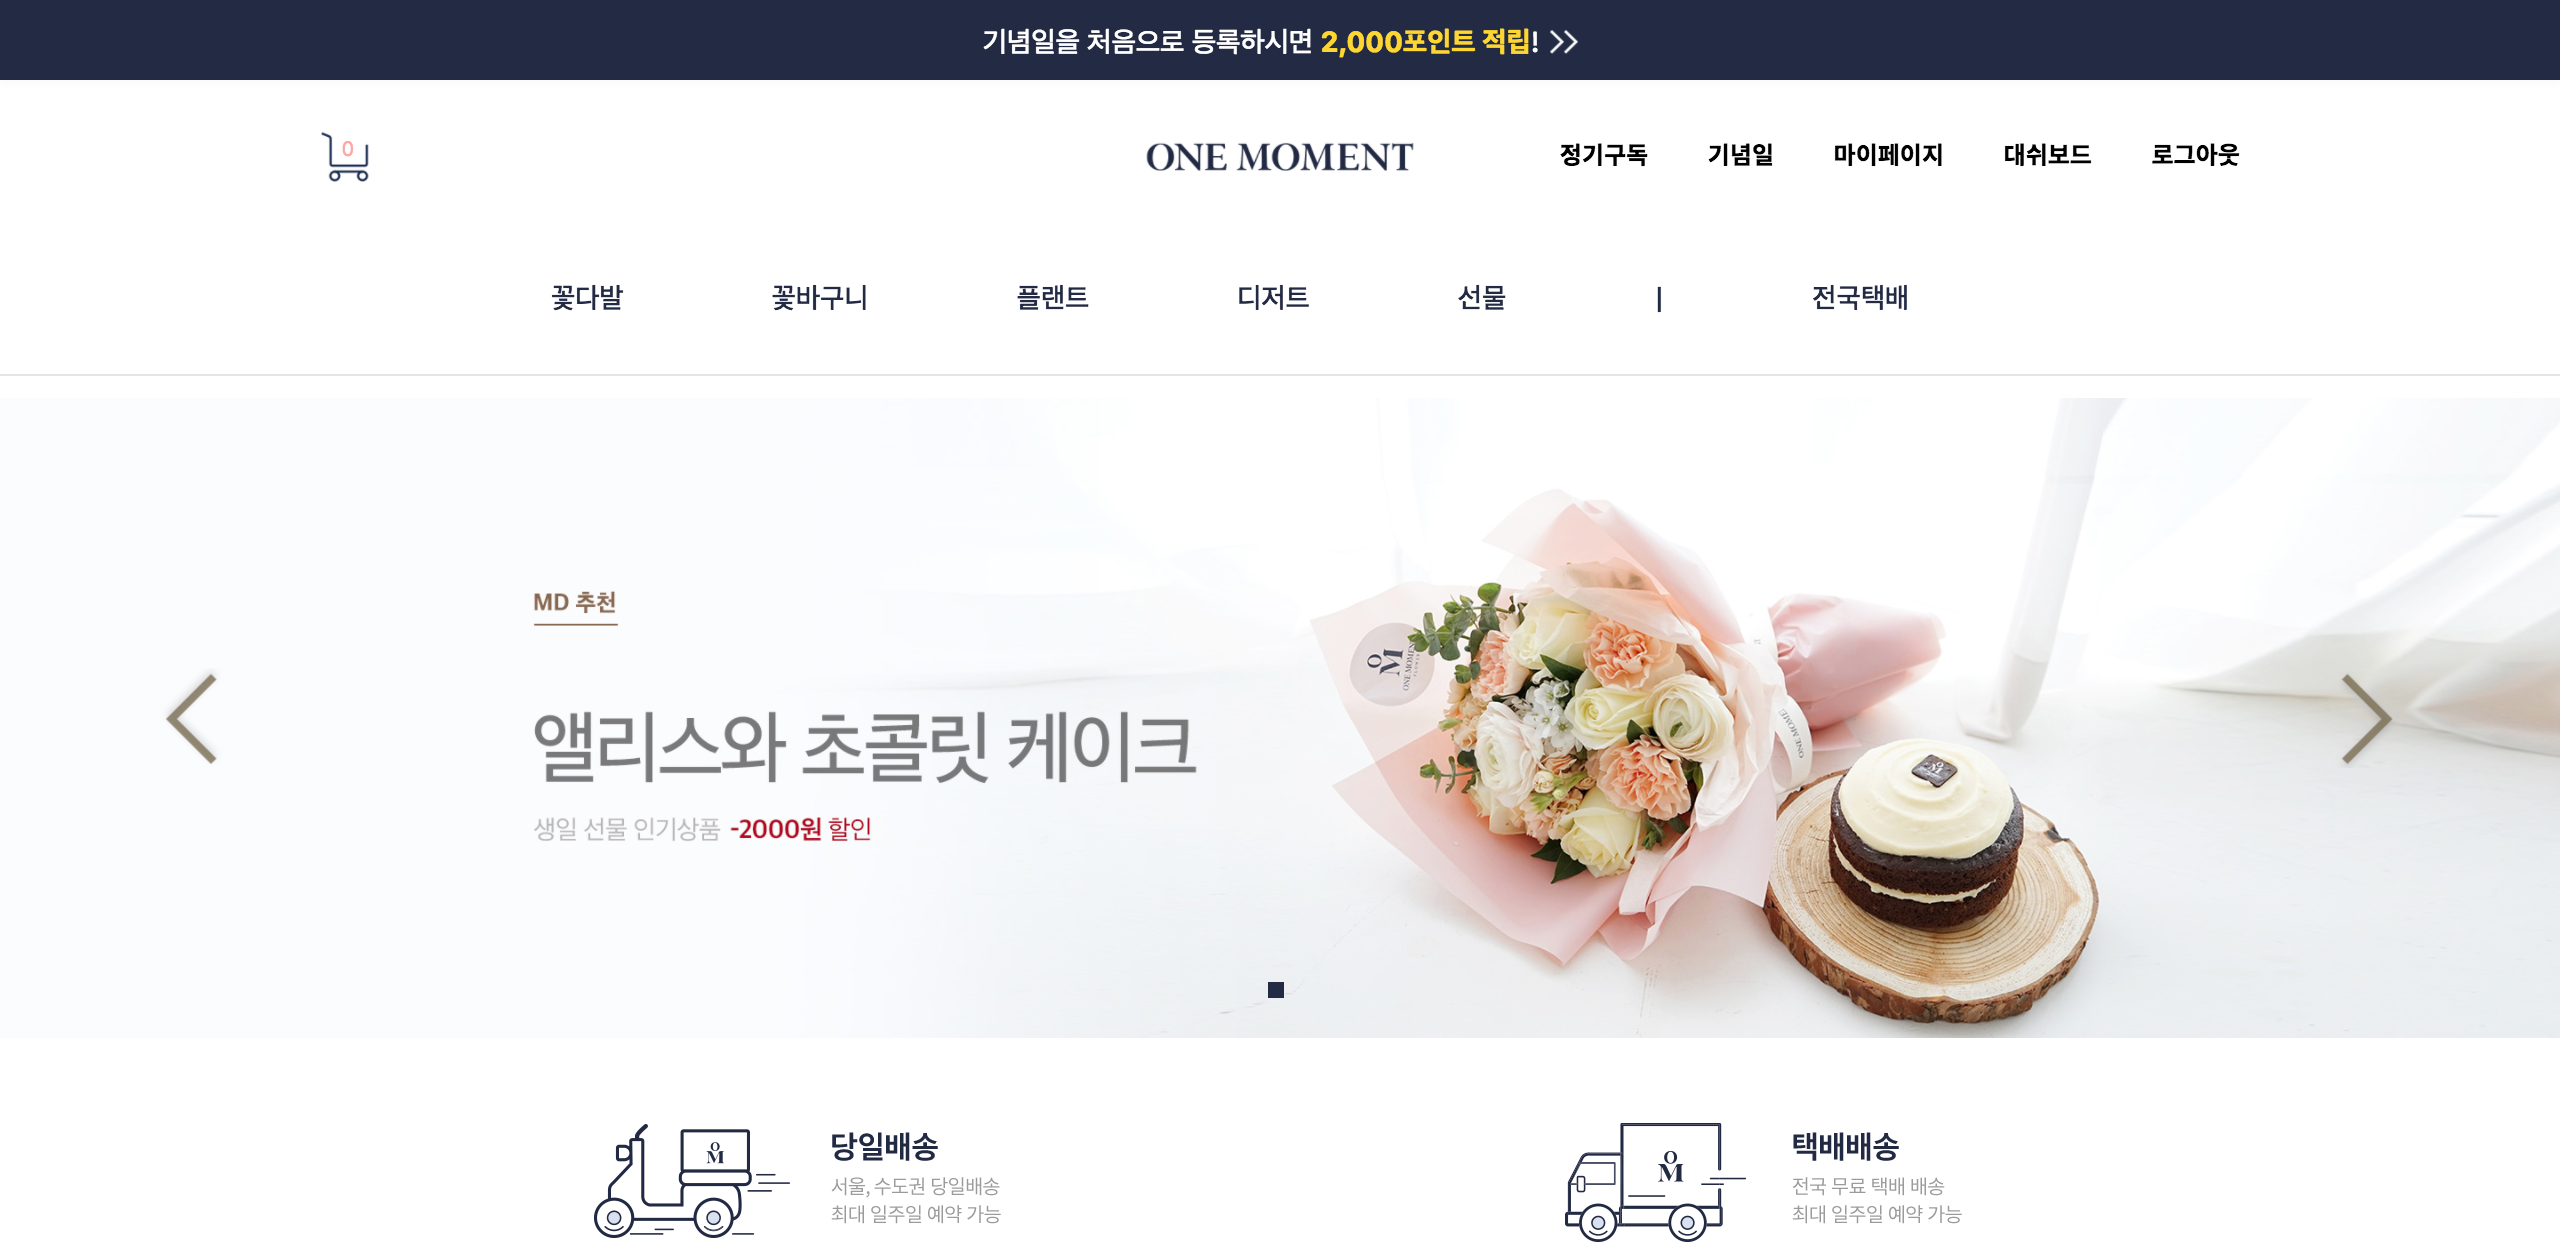 기념일을 처음으로 등록하시면 2,000포인트 적립!
0
ONE MOMENT
정기구독 기념일 마이페이지 대쉬보드 로그아웃
꽃다발 꽃바구니 플랜트 디저트 선물 | 전국택배
MD 추천
앨리스와 초콜릿 케이크
생일 선물 인기상품 -2000원 할인
OM
ONE MOMENT
ONE MOMENT
OM
당일배송
서울, 수도권 당일배송
최대 일주일 예약 가능
OM
택배배송
전국 무료 택배 배송
최대 일주일 예약 가능